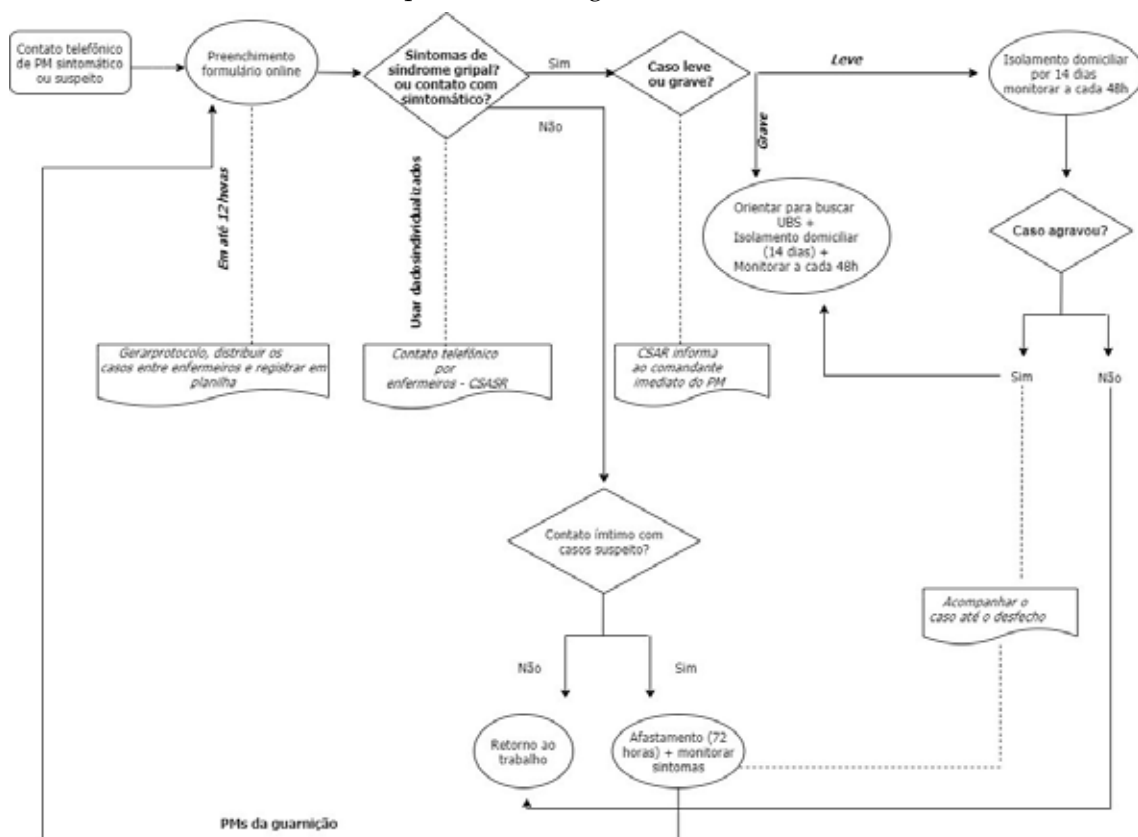 Contato telefônico
de PM sintomático
ou suspeito
Preenchimento
formulário online
Sintomas de
síndrome gripal?
ou contato com
simtomático?
Sim
Não
Caso leve
ou grave?
Leve
Grave
Isolamento domiciliar
por 14 dias
monitorar a cada 48h
Em até 12 horas
Usar dadosindividualizados
Orientar para buscar
UBS +
Isolamento domiciliar
(14 dias) +
Monitorar a cada 48h
Caso agravou?
Gerarprotocolo, distribuir os
casos entre enfermeiros e registrar em
planilha
Contato telefônico
por
enfermeiros - CSASR
CSAR informa
ao comandante
imediato do PM
Sim
Não
Contato ímtimo com
casos suspeito?
Acompanhar o
caso até o desfecho
Não
Sim
Retorno ao
trabalho
Afastamento (72
horas) + monitorar
sintomas
PMs da guarnição